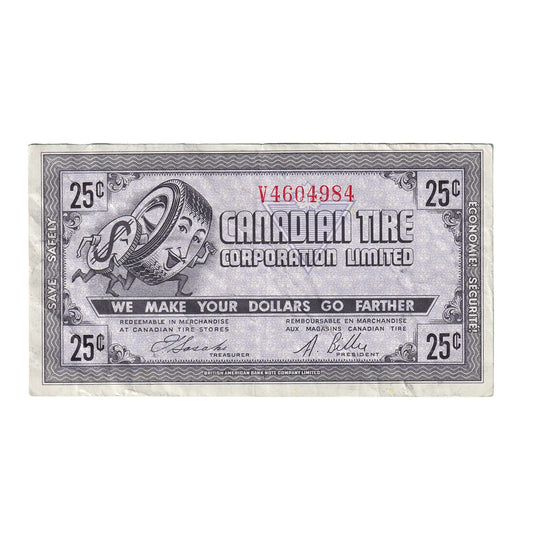 25¢ V4604984 25¢
CANADIAN TIRE
CORPORATION LIMITED
SAVE SAFELY
ÉCONOMIE SÉCURITÉ
WE MAKE YOUR DOLLARS GO FARTHER
REDEEMABLE IN MERCHANDISE
AT CANADIAN TIRE STORES
REMBOURSABLE EN MARCHANDISE
AUX MAGASINS CANADIAN TIRE
25¢ TREASURER PRESIDENT 25¢
BRITISH AMERICAN BANK NOTE COMPANY LIMITED